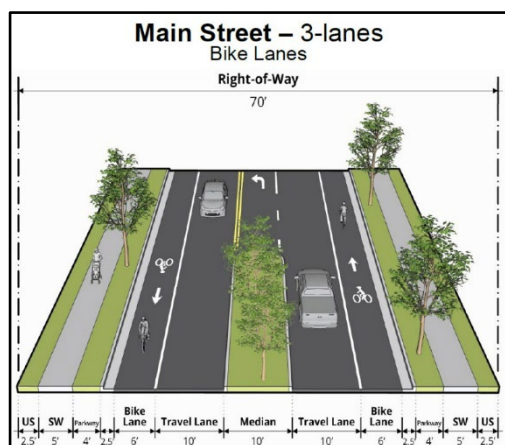 Main Street – 3-lanes
Bike Lanes
Right-of-Way
70'
US SW Parkway Bike Lane Travel Lane Median Travel Lane Bike Lane Parkway SW US
2.5' 5' 4' 2.5' 6' 10' 10' 10' 6' 2.5' 4' 5' 2.5'